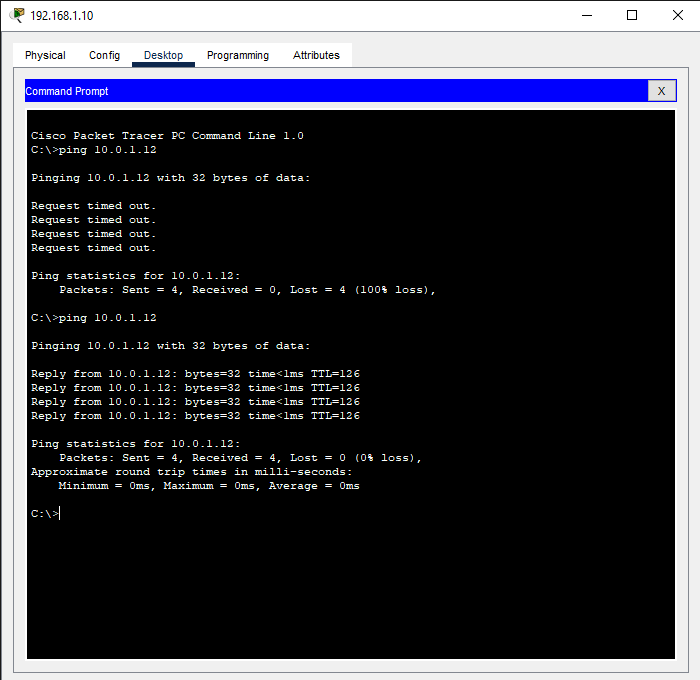 192.168.1.10
Physical Config Desktop Programming Attributes
Command Prompt X
Cisco Packet Tracer PC Command Line 1.0
C:\>ping 10.0.1.12
Pinging 10.0.1.12 with 32 bytes of data:
Request timed out.
Request timed out.
Request timed out.
Request timed out.
Ping statistics for 10.0.1.12:
Packets: Sent = 4, Received = 0, Lost = 4 (100% loss),
C:\>ping 10.0.1.12
Pinging 10.0.1.12 with 32 bytes of data:
Reply from 10.0.1.12: bytes=32 time<1ms TTL=126
Reply from 10.0.1.12: bytes=32 time<1ms TTL=126
Reply from 10.0.1.12: bytes=32 time<1ms TTL=126
Reply from 10.0.1.12: bytes=32 time<1ms TTL=126
Ping statistics for 10.0.1.12:
Packets: Sent = 4, Received = 4, Lost = 0 (0% loss),
Approximate round trip times in milli-seconds:
Minimum = 0ms, Maximum = 0ms, Average = 0ms
C:\>